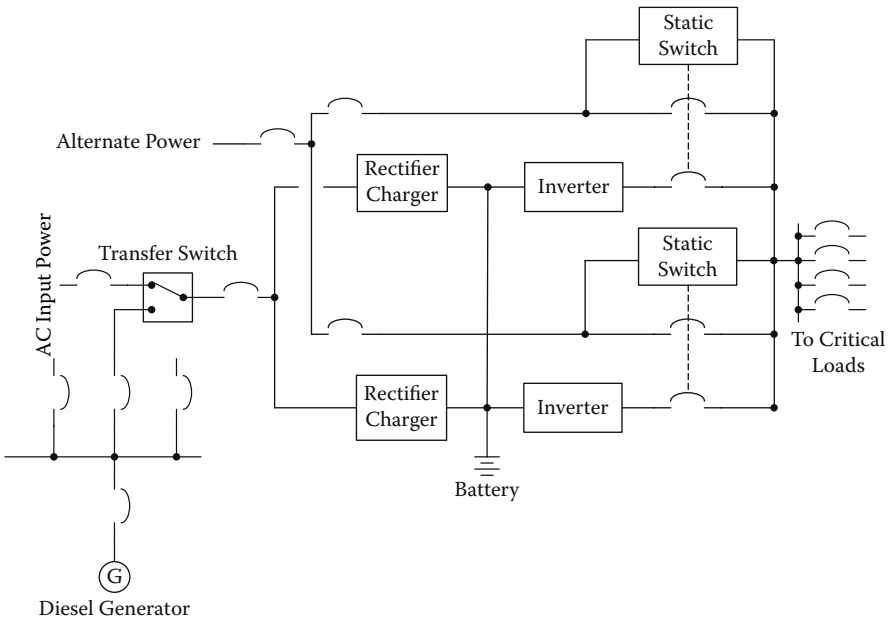 Static
Switch
Alternate Power
Rectifier
Charger
Inverter
AC Input Power
Transfer Switch
Static
Switch
To Critical
Loads
Rectifier
Charger
Inverter
Battery
G
Diesel Generator